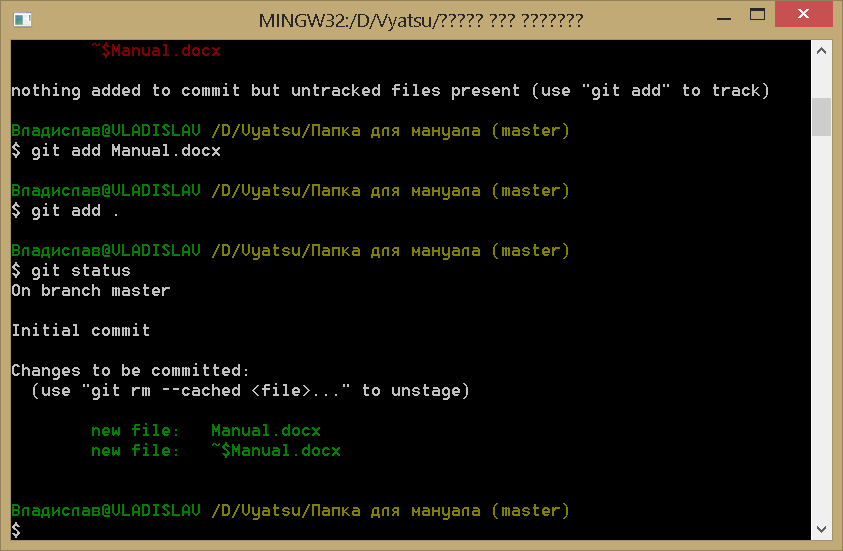 MINGW32:/D/Vyatsu/????? ??? ???????
~$Manual.docx
nothing added to commit but untracked files present (use "git add" to track)
Владислав@VLADISLAV /D/Vyatsu/Папка для мануала (master)
$ git add Manual.docx
Владислав@VLADISLAV /D/Vyatsu/Папка для мануала (master)
$ git add .
Владислав@VLADISLAV /D/Vyatsu/Папка для мануала (master)
$ git status
On branch master
Initial commit
Changes to be committed:
(use "git rm --cached <file>..." to unstage)
new file: Manual.docx
new file: ~$Manual.docx
Владислав@VLADISLAV /D/Vyatsu/Папка для мануала (master)
$